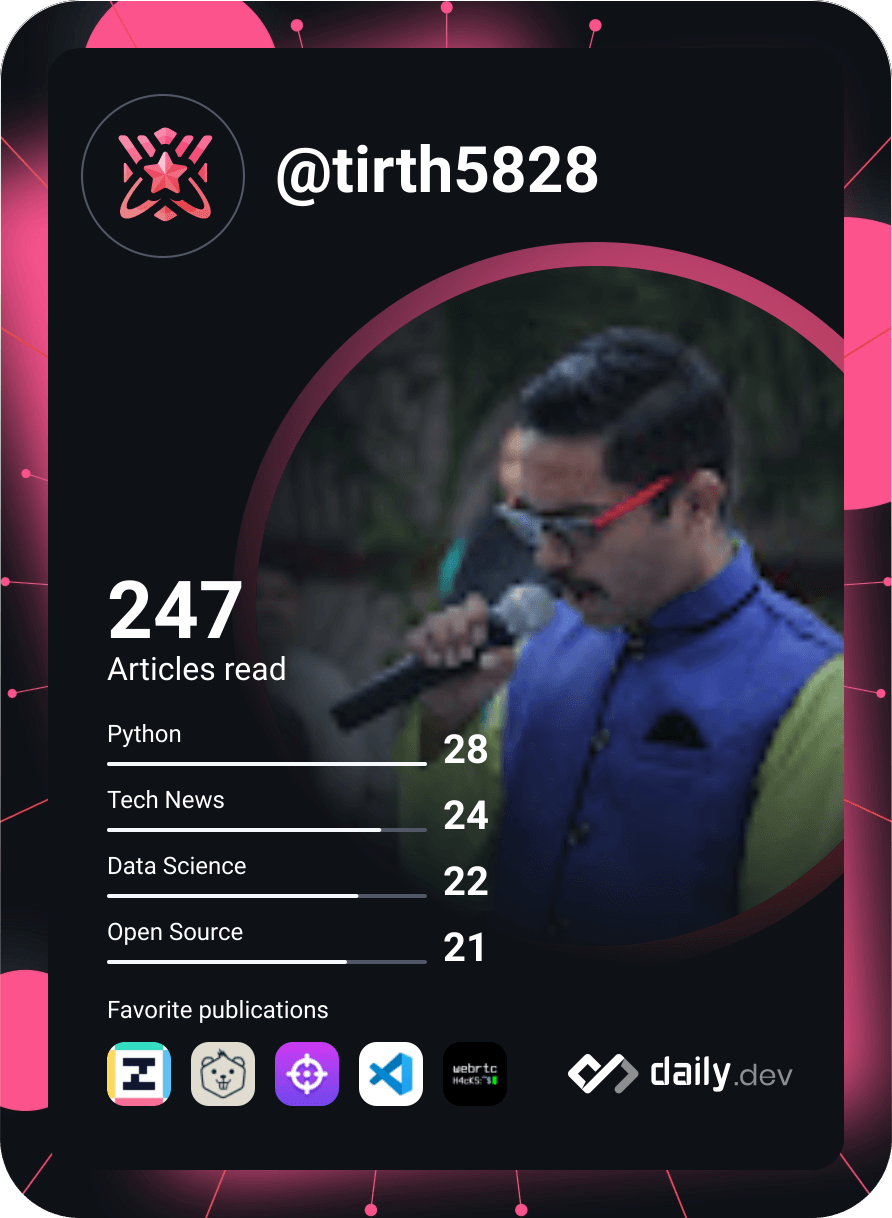 @tirth5828
247
Articles read
Python
28
Tech News
24
Data Science
22
Open Source
21
Favorite publications
webrtc
H4cKS:~$
daily.dev